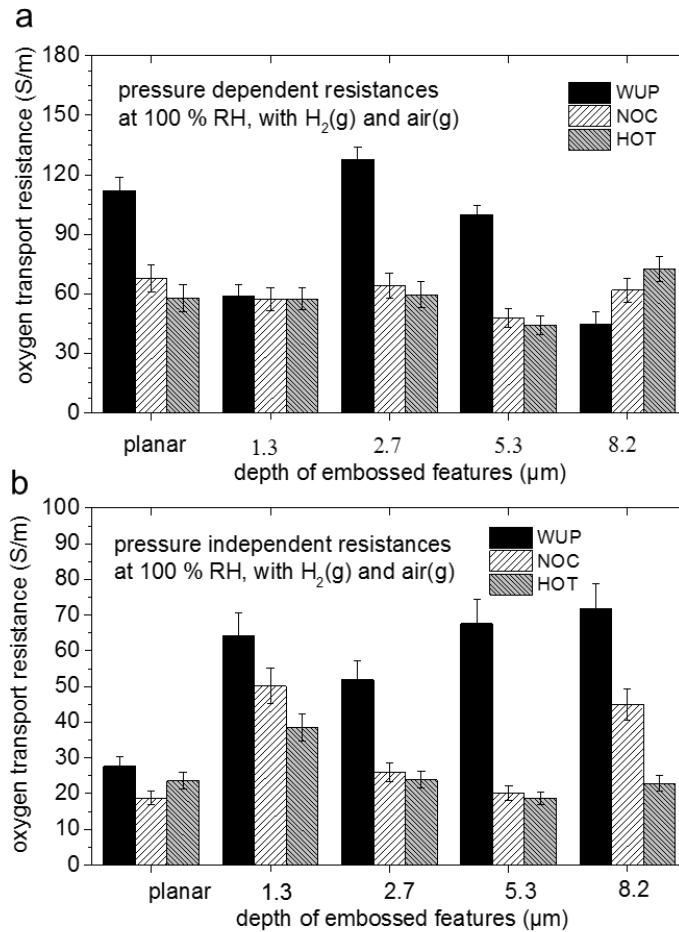 a
180
150
120
90
60
30
0
oxygen transport resistance (S/m)
pressure dependent resistances
at 100 % RH, with H₂(g) and air(g)
WUP
NOC
HOT
planar 1.3 2.7 5.3 8.2
depth of embossed features (µm)
b
100
90
80
70
60
50
40
30
20
10
0
oxygen transport resistance (S/m)
pressure independent resistances
at 100 % RH, with H₂(g) and air(g)
WUP
NOC
HOT
planar 1.3 2.7 5.3 8.2
depth of embossed features (µm)